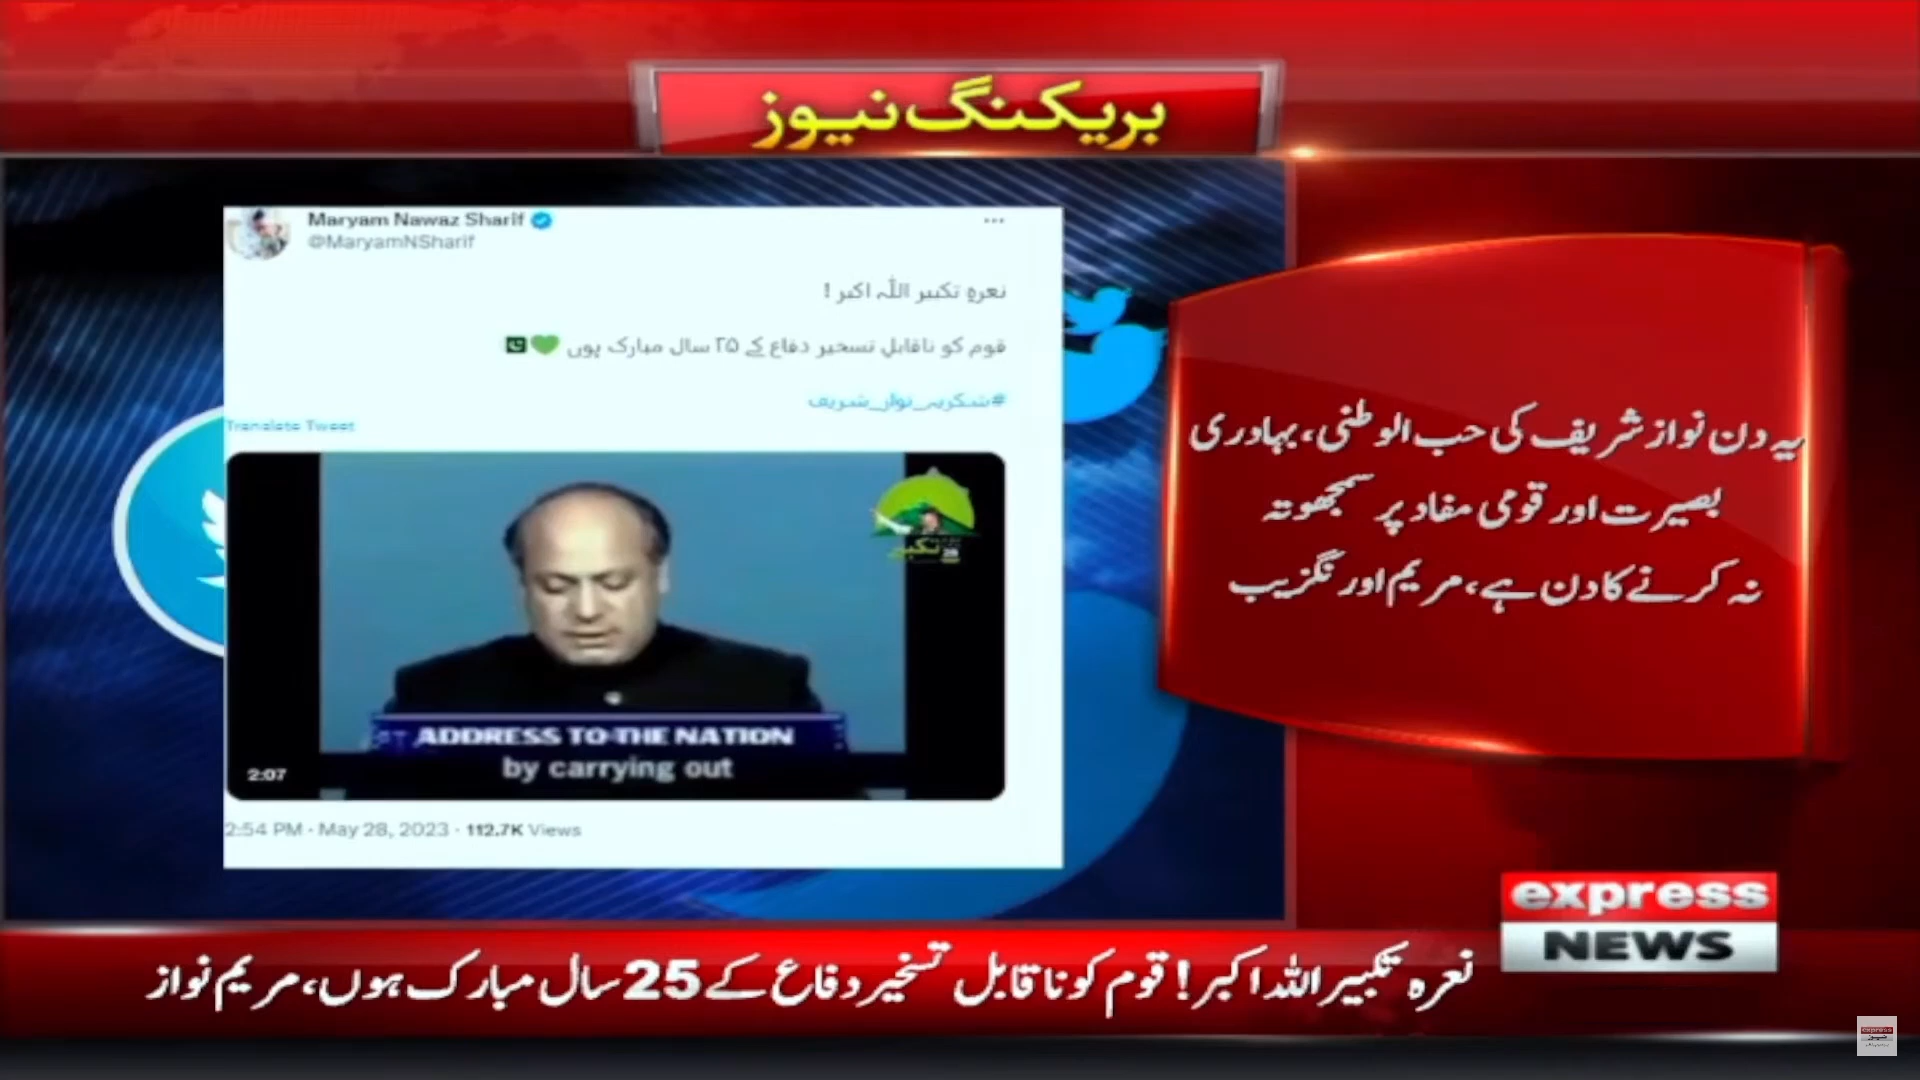 بریکنگ نیوز
Maryam Nawaz Sharif
@MaryamNSharif
نعرہِ تکبیر اللّٰہ اکبر !
قوم کو ناقابلِ تسخیر دفاع کے ۲۵ سال مبارک ہوں 💚🇵🇰
#شکریہ_نواز_شریف
Translate Tweet
تکبیر
28
ADDRESS TO THE NATION
by carrying out
2:07
2:54 PM · May 28, 2023 · 112.7K Views
یہ دن نواز شریف کی حب الوطنی، بہادری
بصیرت اور قومی مفاد پر سمجھوتہ
نہ کرنے کا دن ہے، مریم اورنگزیب
express
NEWS
نعرہ تکبیر اللہ اکبر! قوم کو ناقابل تسخیر دفاع کے 25 سال مبارک ہوں، مریم نواز
express
نیوز